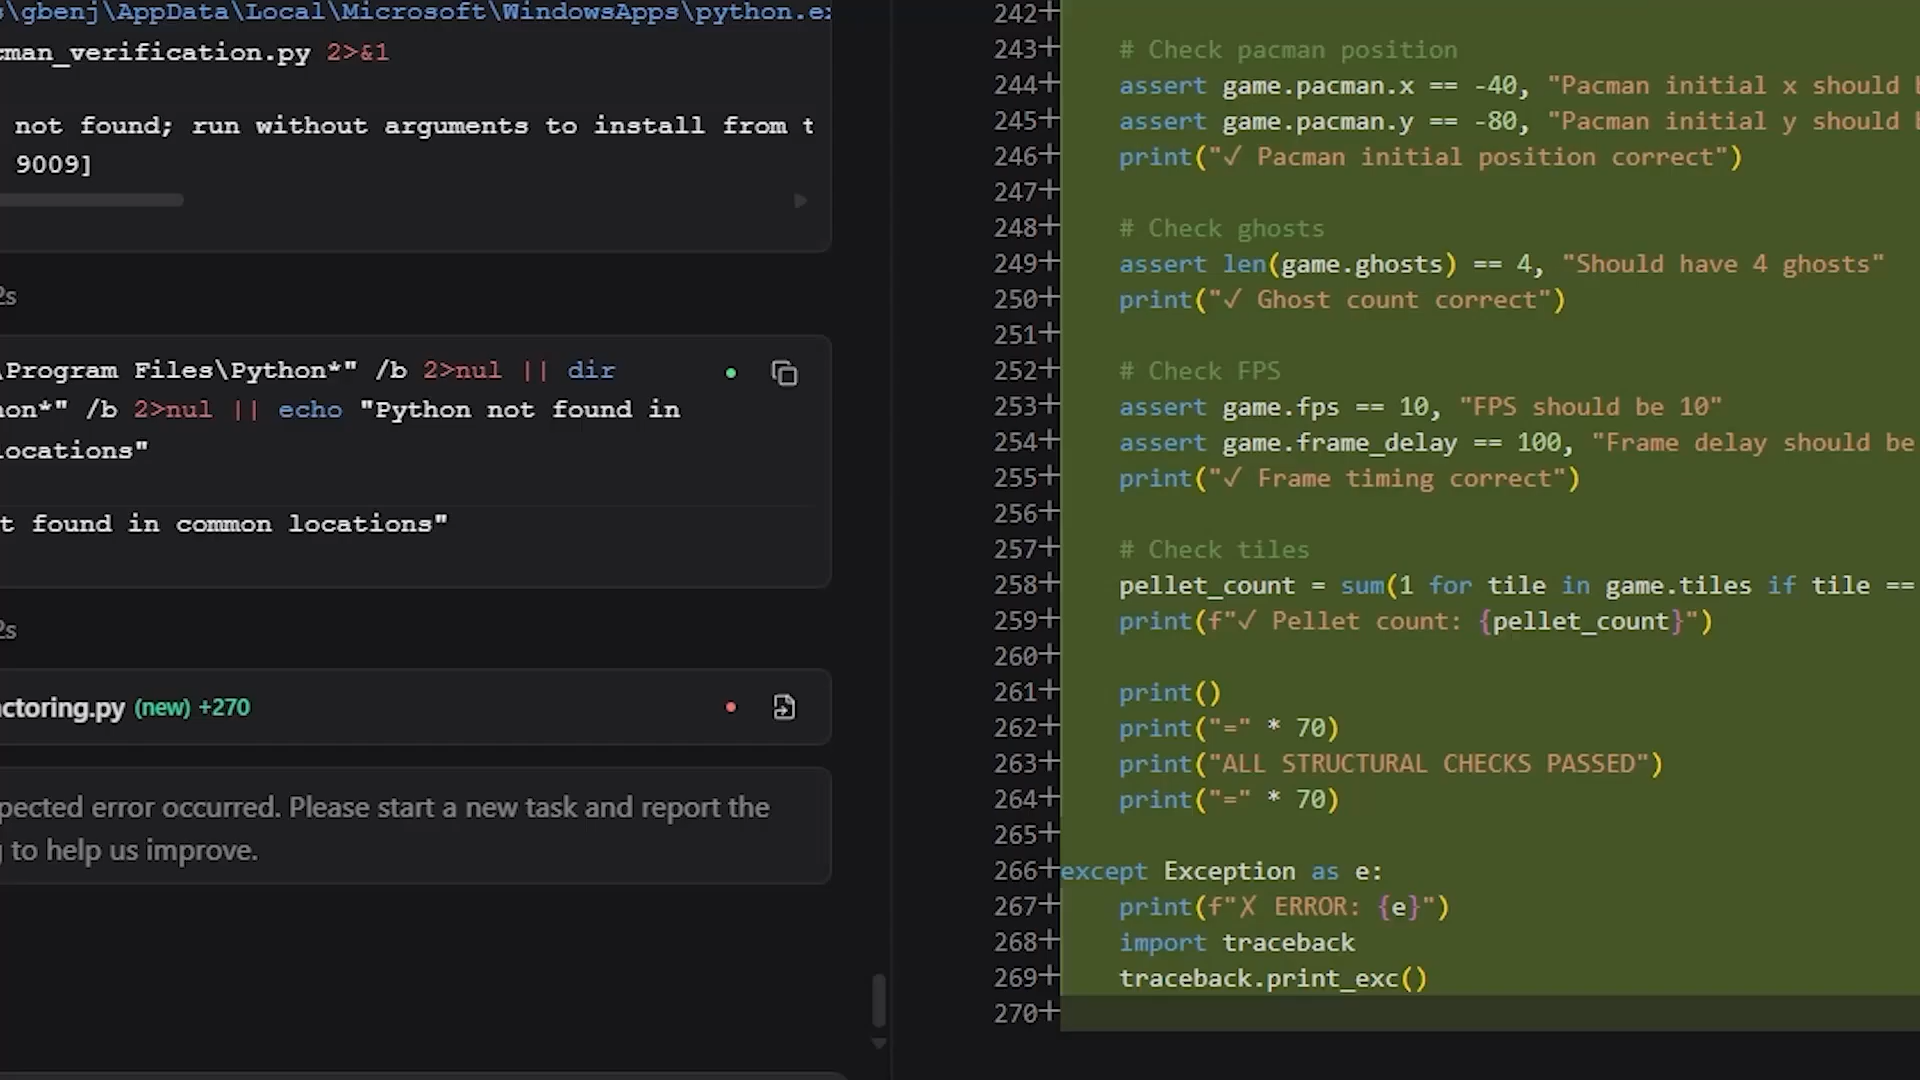 \gbenj\AppData\Local\Microsoft\WindowsApps\python.ex
cman_verification.py 2>&1
not found; run without arguments to install from t
9009]
2s
\Program Files\Python*" /b 2>nul || dir
on*" /b 2>nul || echo "Python not found in
locations"
t found in common locations"
2s
ctoring.py (new) +270
pected error occurred. Please start a new task and report the
g to help us improve.
242+
243+ # Check pacman position
244+ assert game.pacman.x == -40, "Pacman initial x should b
245+ assert game.pacman.y == -80, "Pacman initial y should b
246+ print("✓ Pacman initial position correct")
247+
248+ # Check ghosts
249+ assert len(game.ghosts) == 4, "Should have 4 ghosts"
250+ print("✓ Ghost count correct")
251+
252+ # Check FPS
253+ assert game.fps == 10, "FPS should be 10"
254+ assert game.frame_delay == 100, "Frame delay should be
255+ print("✓ Frame timing correct")
256+
257+ # Check tiles
258+ pellet_count = sum(1 for tile in game.tiles if tile ==
259+ print(f"✓ Pellet count: {pellet_count}")
260+
261+ print()
262+ print("=" * 70)
263+ print("ALL STRUCTURAL CHECKS PASSED")
264+ print("=" * 70)
265+
266+except Exception as e:
267+ print(f"✗ ERROR: {e}")
268+ import traceback
269+ traceback.print_exc()
270+